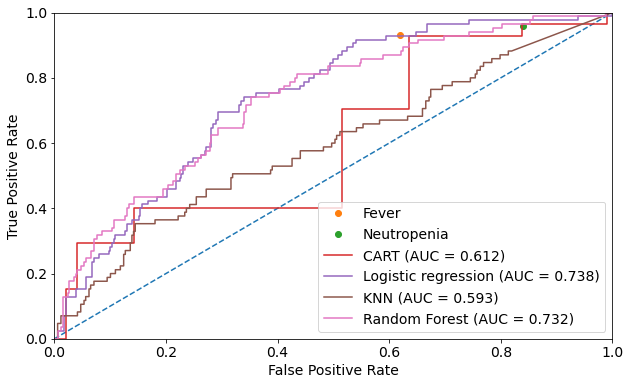 1.0
0.8
0.6
0.4
0.2
0.0
True Positive Rate
Fever
Neutropenia
CART (AUC = 0.612)
Logistic regression (AUC = 0.738)
KNN (AUC = 0.593)
Random Forest (AUC = 0.732)
0.0 0.2 0.4 0.6 0.8 1.0
False Positive Rate